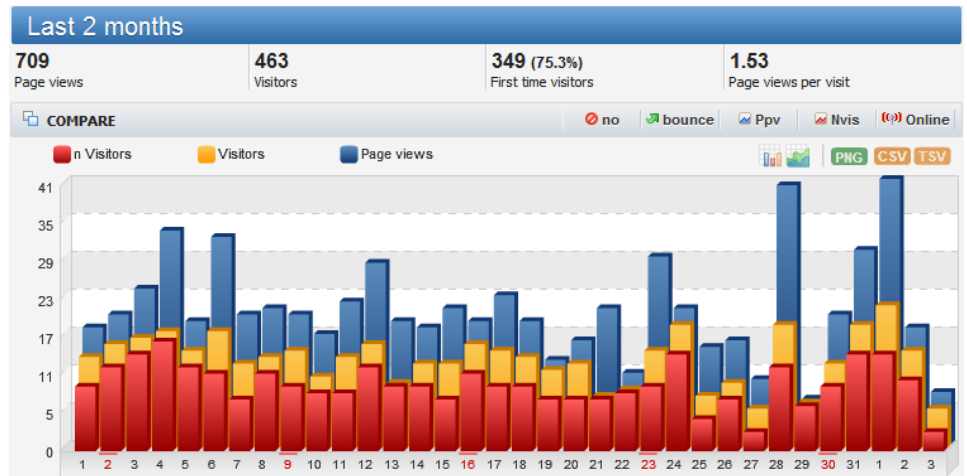 Last 2 months
709 463 349 (75.3%) 1.53
Page views Visitors First time visitors Page views per visit
COMPARE no bounce Ppv Nvis Online
n Visitors Visitors Page views PNG CSV TSV
41
35
29
23
17
11
5
0
1 2 3 4 5 6 7 8 9 10 11 12 13 14 15 16 17 18 19 20 21 22 23 24 25 26 27 28 29 30 31 1 2 3